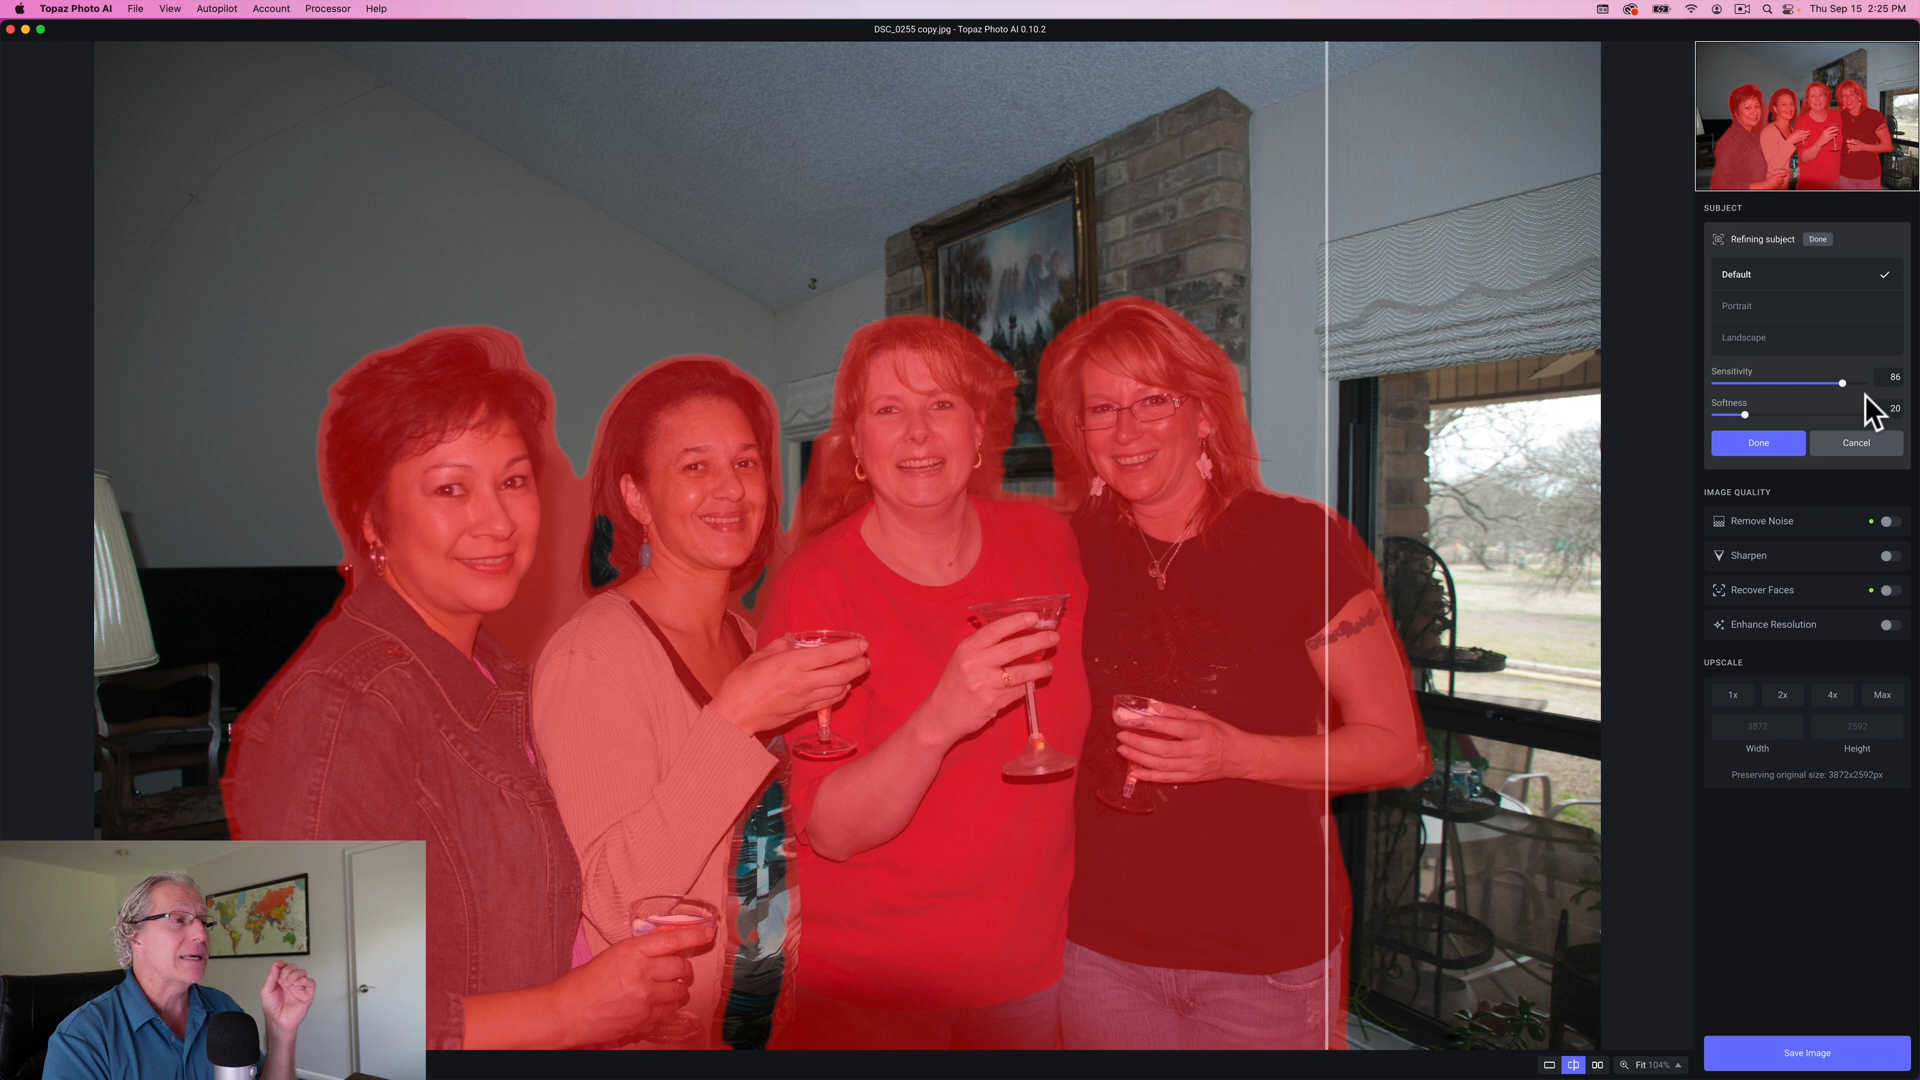 Topaz Photo AI File View Autopilot Account Processor Help Thu Sep 15 2:25 PM
DSC_0255 copy.jpg - Topaz Photo AI 0.10.2
SUBJECT
Refining subject Done
Default
Portrait
Landscape
Sensitivity 86
Softness 20
Done Cancel
IMAGE QUALITY
Remove Noise
Sharpen
Recover Faces
Enhance Resolution
UPSCALE
1x 2x 4x Max
3872 2592
Width Height
Preserving original size: 3872x2592px
Save Image
Fit 104%